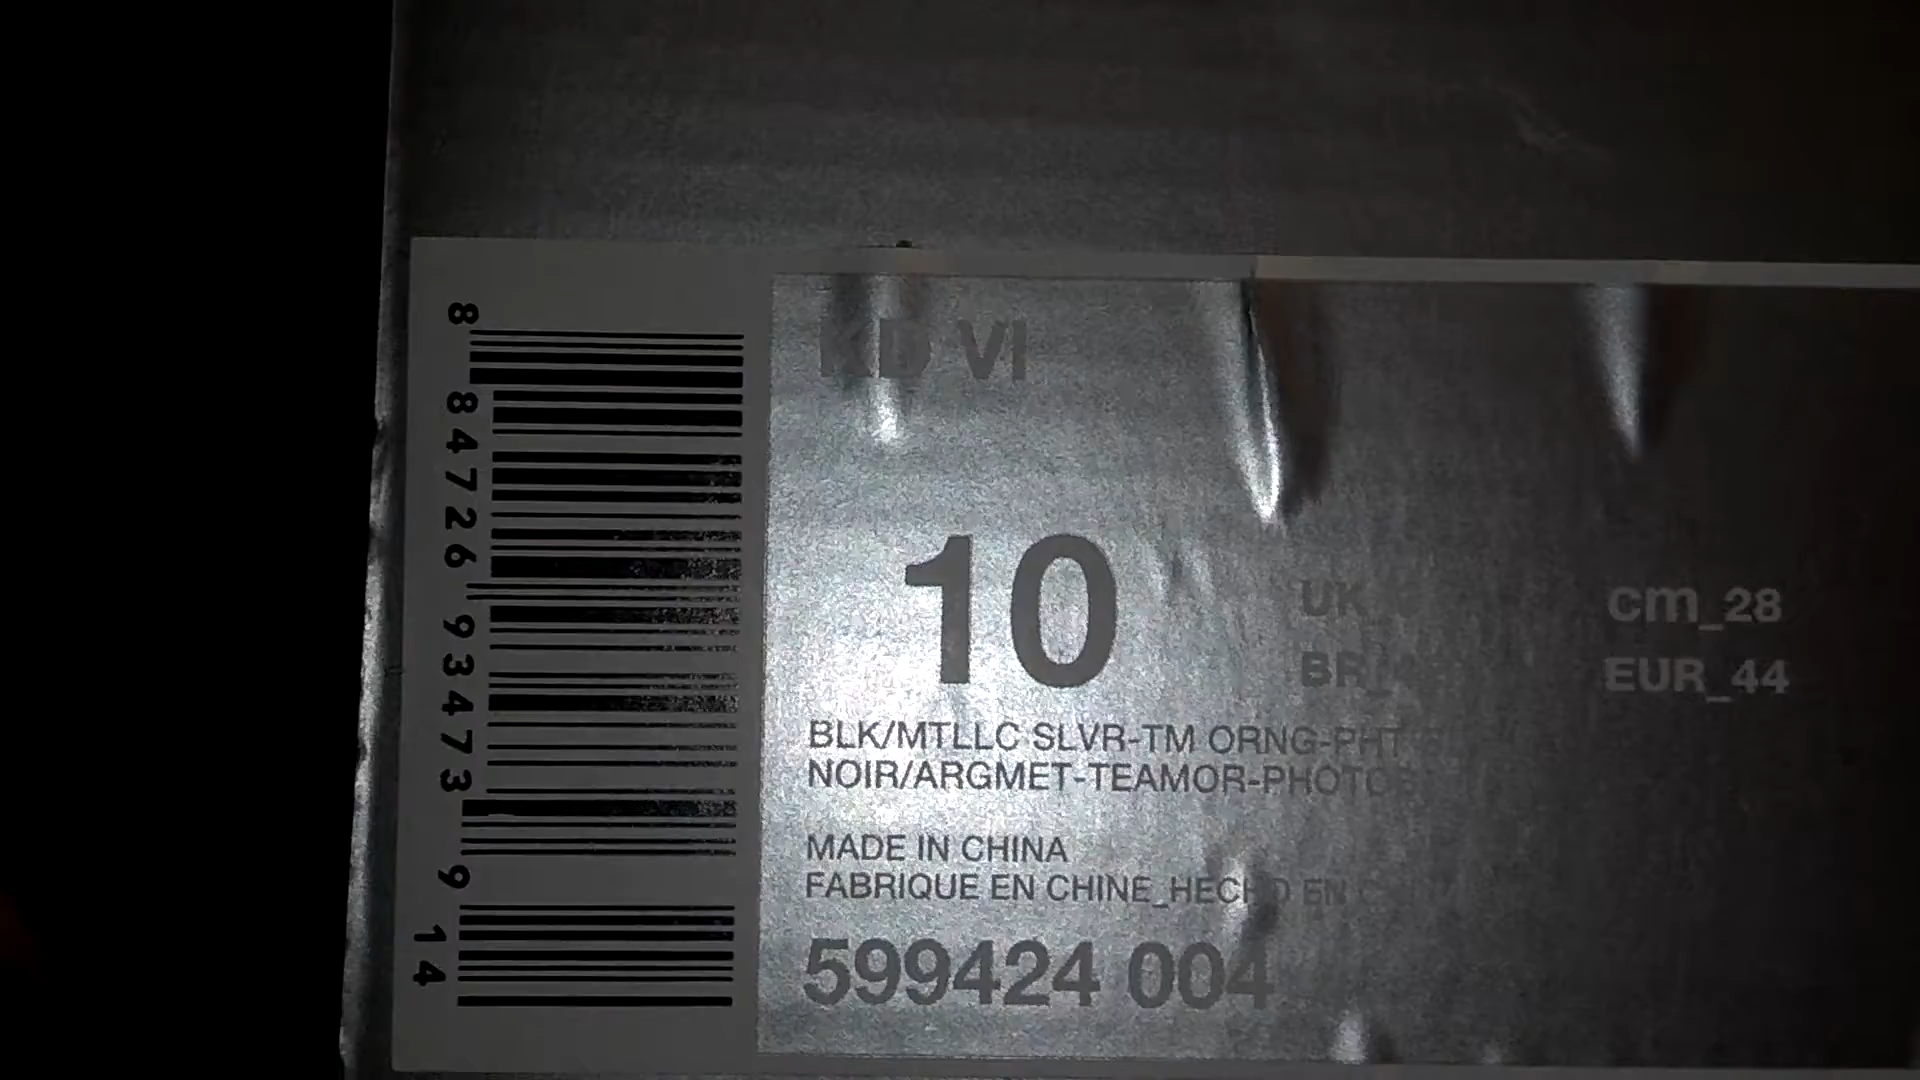 8 84726 93473 9 14
KD VI
10
UK
BR
cm_28
EUR_44
BLK/MTLLC SLVR-TM ORNG-PHT
NOIR/ARGMET-TEAMOR-PHOTO
MADE IN CHINA
FABRIQUE EN CHINE_HECHO EN
599424 004